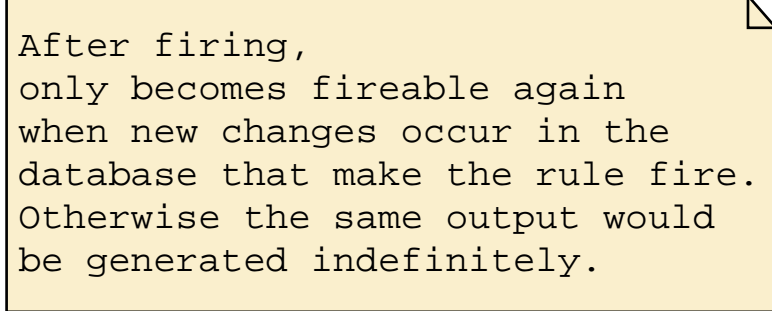 After firing,
only becomes fireable again
when new changes occur in the
database that make the rule fire.
Otherwise the same output would
be generated indefinitely.